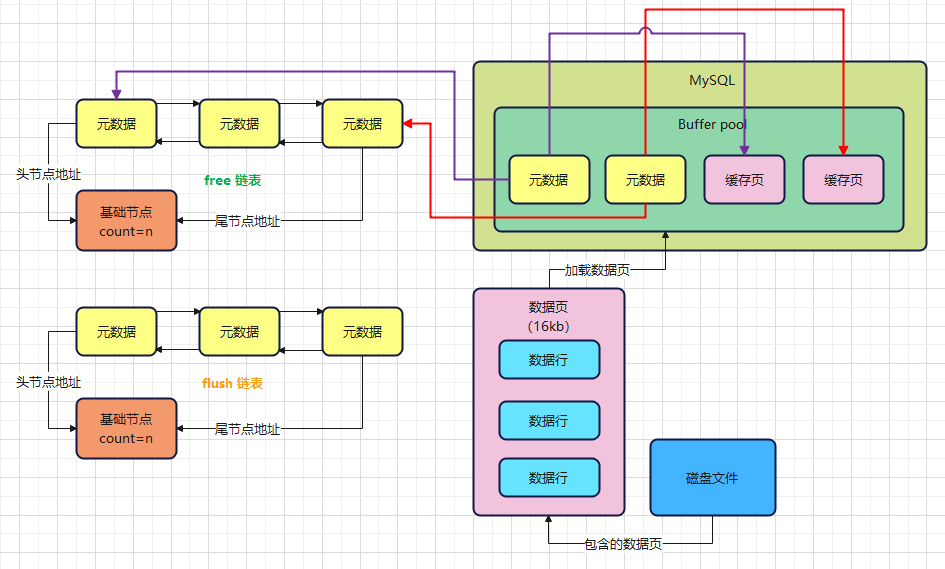 MySQL
Buffer pool
元数据
元数据
元数据
元数据
元数据
缓存页
缓存页
头节点地址
free 链表
基础节点
count=n
尾节点地址
加载数据页
数据页
（16kb）
元数据
元数据
元数据
数据行
头节点地址
flush 链表
基础节点
count=n
尾节点地址
数据行
数据行
磁盘文件
包含的数据页